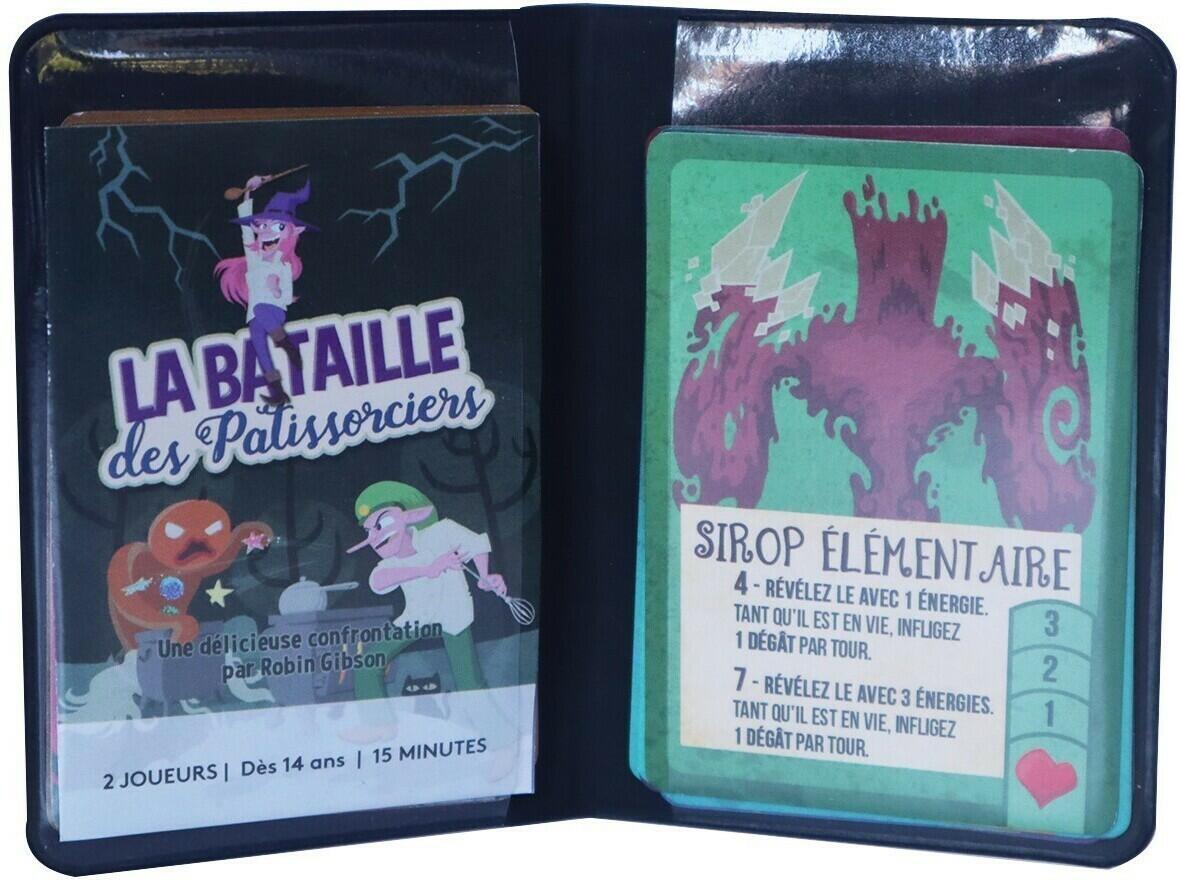 LA BATAILLE
des Pâtissorciers
Une délicieuse confrontation
par Robin Gibson
2 JOUEURS | Dès 14 ans | 15 MINUTES
SIROP ÉLÉMENTAIRE
4 - RÉVÉLEZ LE AVEC 1 ÉNERGIE.
TANT QU'IL EST EN VIE, INFLIGEZ
1 DÉGÂT PAR TOUR.
7 - RÉVÉLEZ LE AVEC 3 ÉNERGIES.
TANT QU'IL EST EN VIE, INFLIGEZ
1 DÉGÂT PAR TOUR.
3
2
1